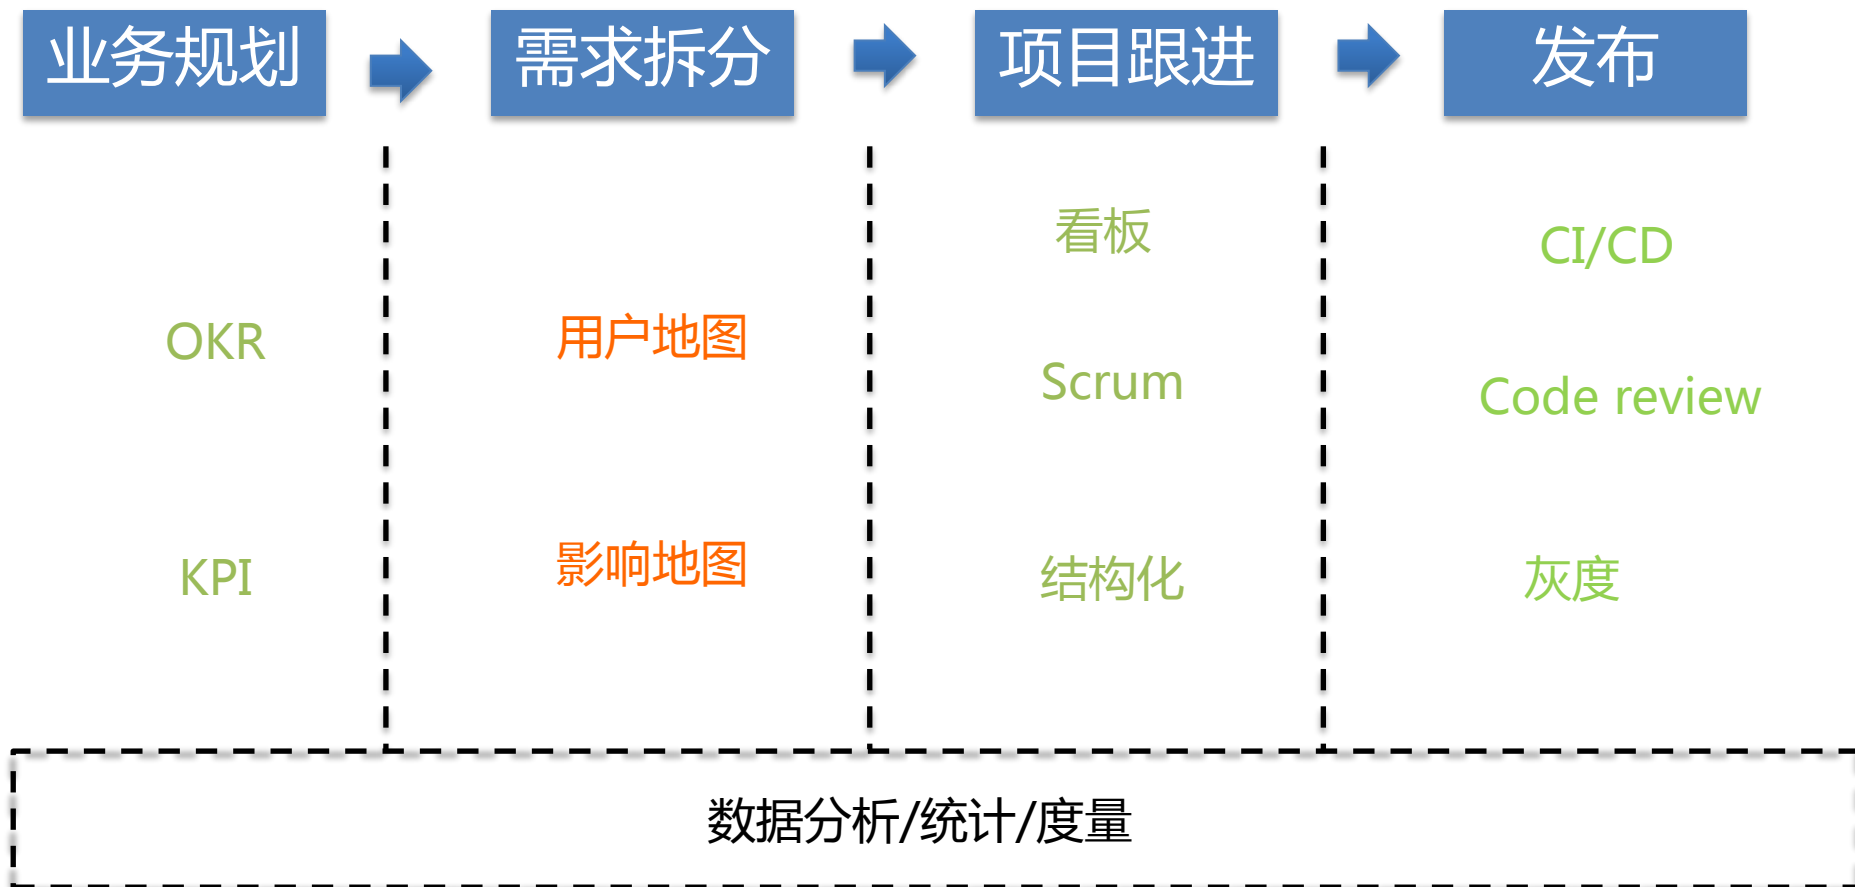 业务规划
需求拆分
项目跟进
发布
OKR
KPI
用户地图
影响地图
看板
Scrum
结构化
CI/CD
Code review
灰度
数据分析/统计/度量